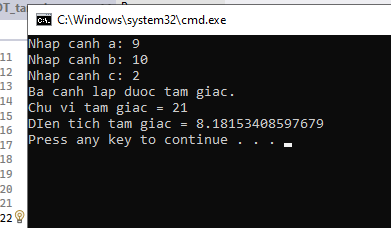 C:\Windows\system32\cmd.exe
Nhap canh a: 9
Nhap canh b: 10
Nhap canh c: 2
Ba canh lap duoc tam giac.
Chu vi tam giac = 21
DIen tich tam giac = 8.18153408597679
Press any key to continue . . .
11
12
13
14
15
16
17
18
19
20
21
22